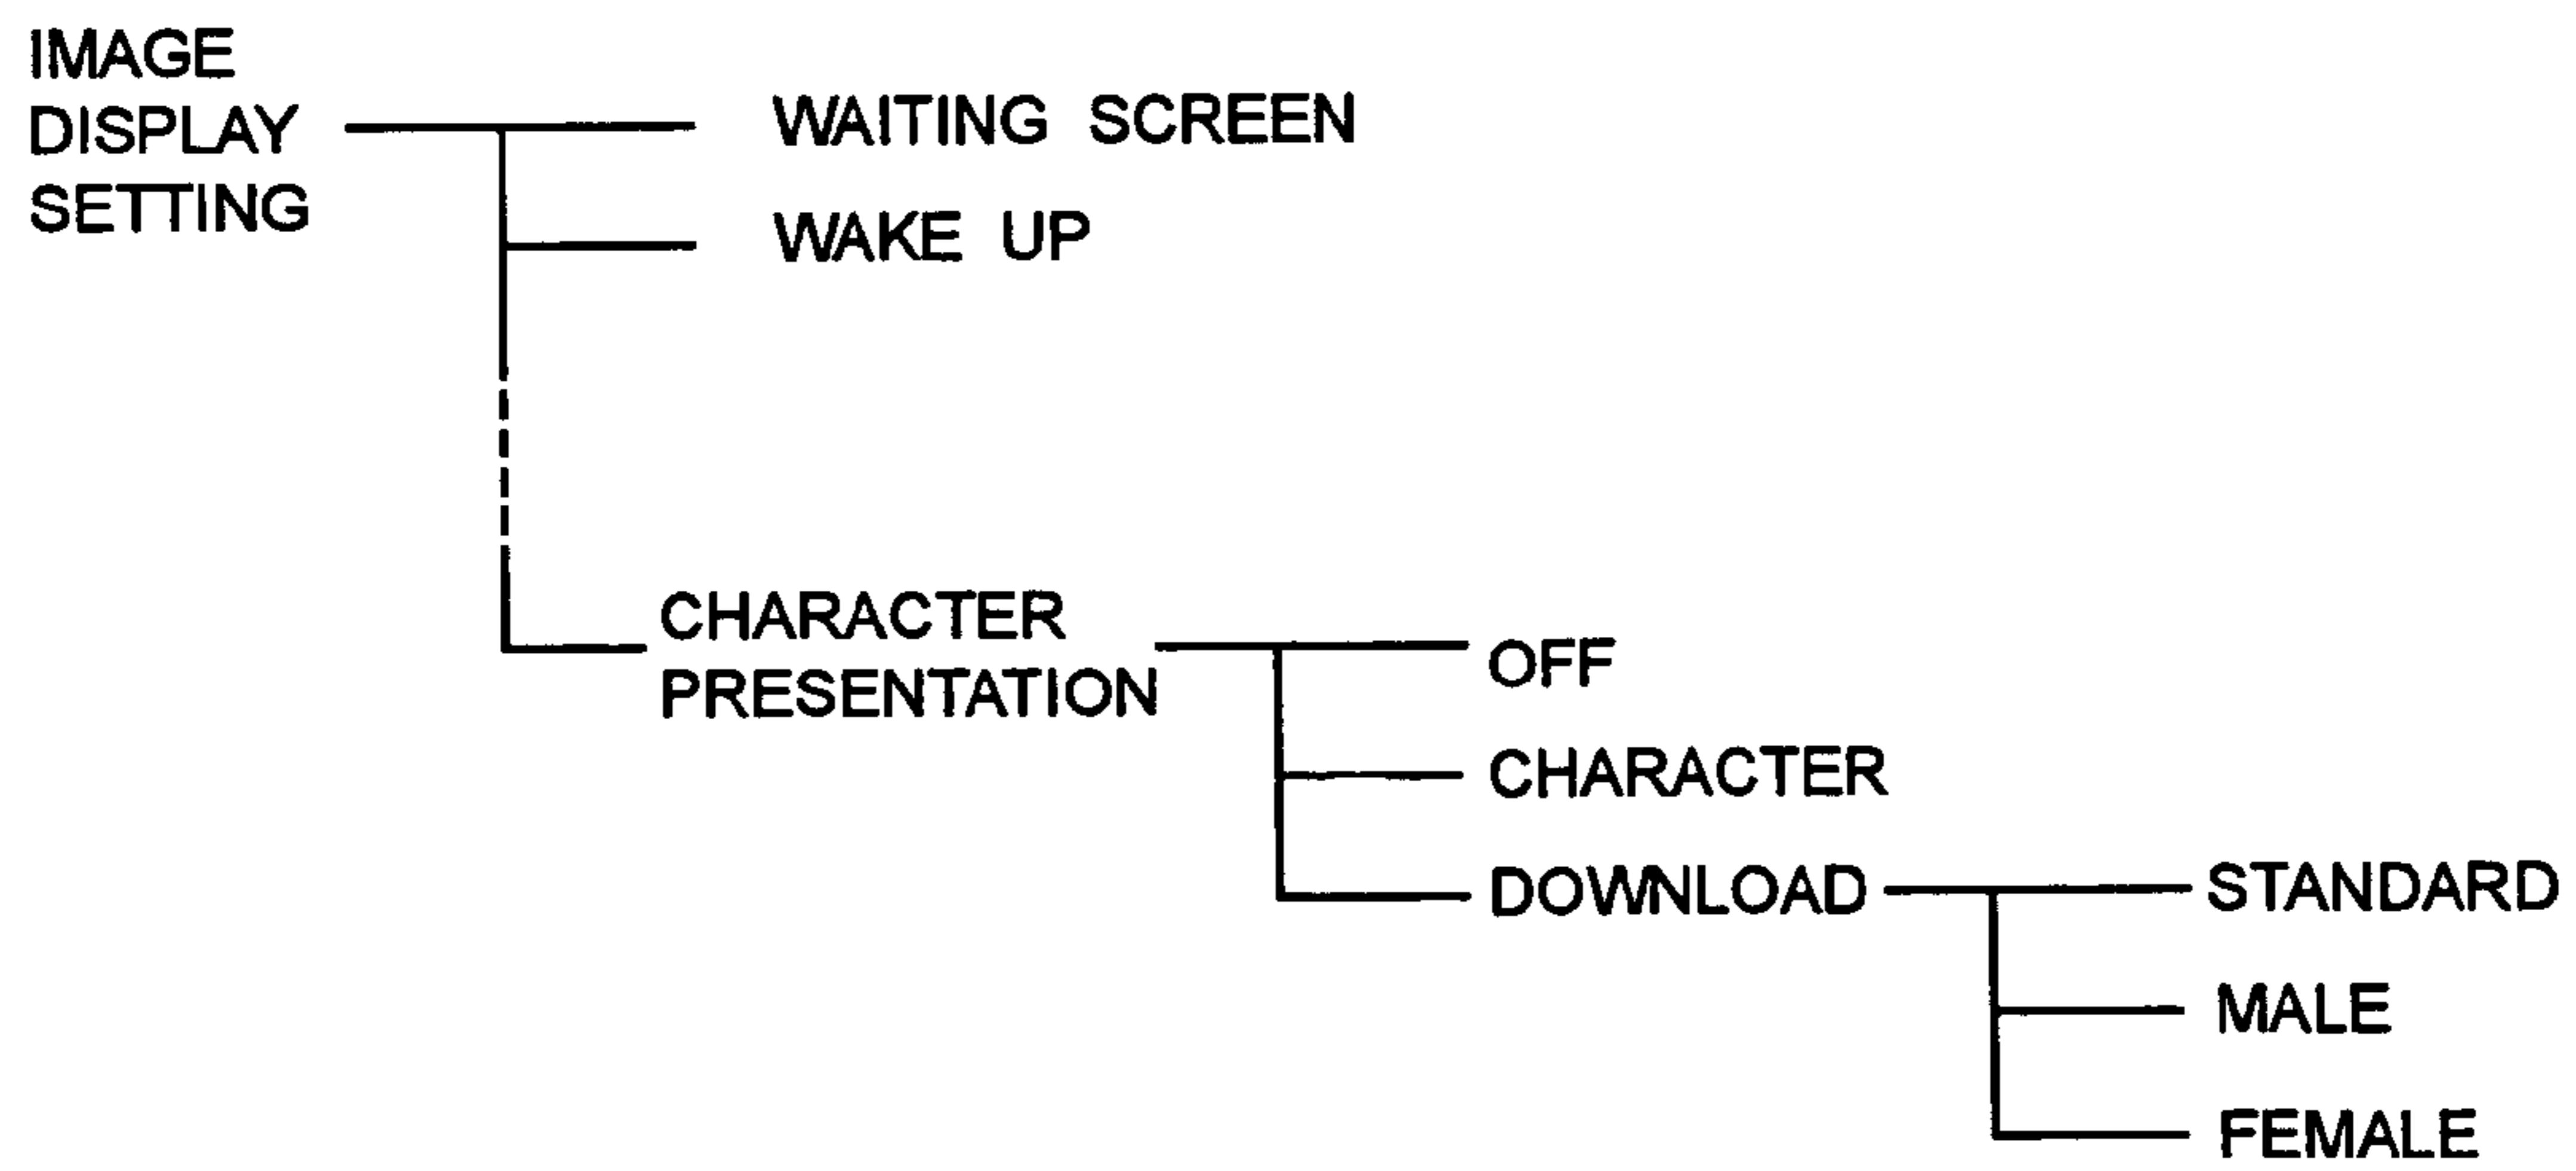 IMAGE
DISPLAY
SETTING
WAITING SCREEN
WAKE UP
CHARACTER
PRESENTATION
OFF
CHARACTER
DOWNLOAD
STANDARD
MALE
FEMALE